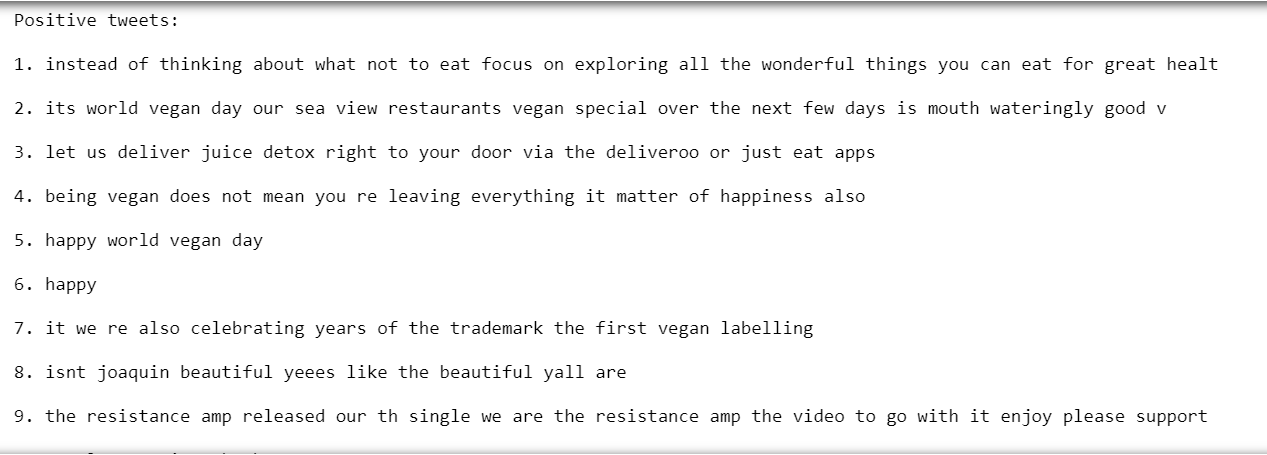 Positive tweets:
1. instead of thinking about what not to eat focus on exploring all the wonderful things you can eat for great healt
2. its world vegan day our sea view restaurants vegan special over the next few days is mouth wateringly good v
3. let us deliver juice detox right to your door via the deliveroo or just eat apps
4. being vegan does not mean you re leaving everything it matter of happiness also
5. happy world vegan day
6. happy
7. it we re also celebrating years of the trademark the first vegan labelling
8. isnt joaquin beautiful yeees like the beautiful yall are
9. the resistance amp released our th single we are the resistance amp the video to go with it enjoy please support